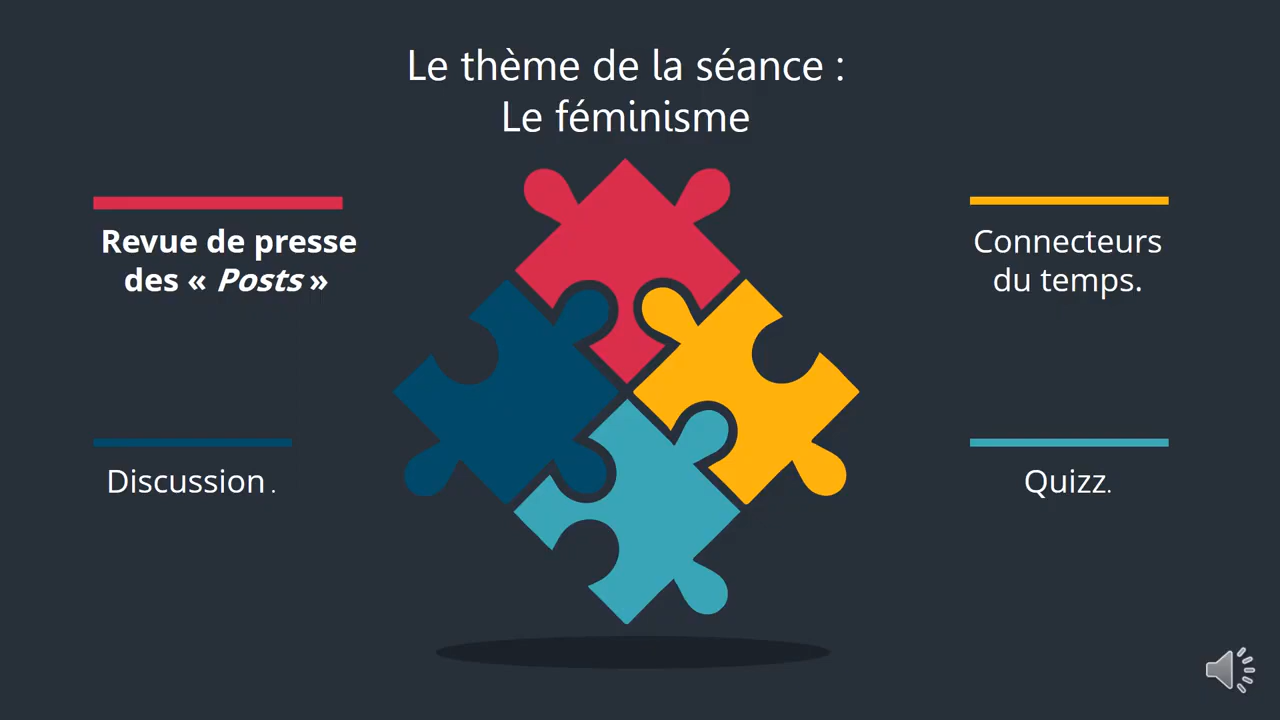 Le thème de la séance :
Le féminisme
Revue de presse
des « Posts »
Connecteurs
du temps.
Discussion .
Quizz.